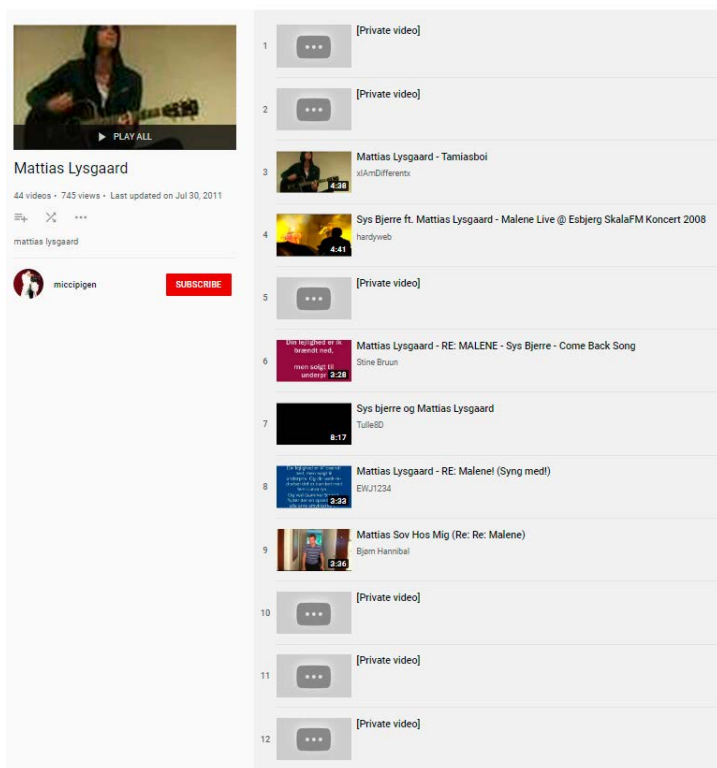 PLAY ALL
Mattias Lysgaard
44 videos • 745 views • Last updated on Jul 30, 2011
mattias lysgaard
miccipigen
SUBSCRIBE
1
[Private video]
2
[Private video]
3
4:38
Mattias Lysgaard - Tamiasboi
xIAmDifferentx
4
4:41
Sys Bjerre ft. Mattias Lysgaard - Malene Live @ Esbjerg SkalaFM Koncert 2008
hardyweb
5
[Private video]
6
Din lejlighed er ik
brændt ned,
men solgt til
underpr
3:28
Mattias Lysgaard - RE: MALENE - Sys Bjerre - Come Back Song
Stine Bruun
7
8:17
Sys bjerre og Mattias Lysgaard
Tulle8D
8
3:33
Mattias Lysgaard - RE: Malene! (Syng med!)
EWJ1234
9
3:36
Mattias Sov Hos Mig (Re: Re: Malene)
Bjørn Hannibal
10
[Private video]
11
[Private video]
12
[Private video]